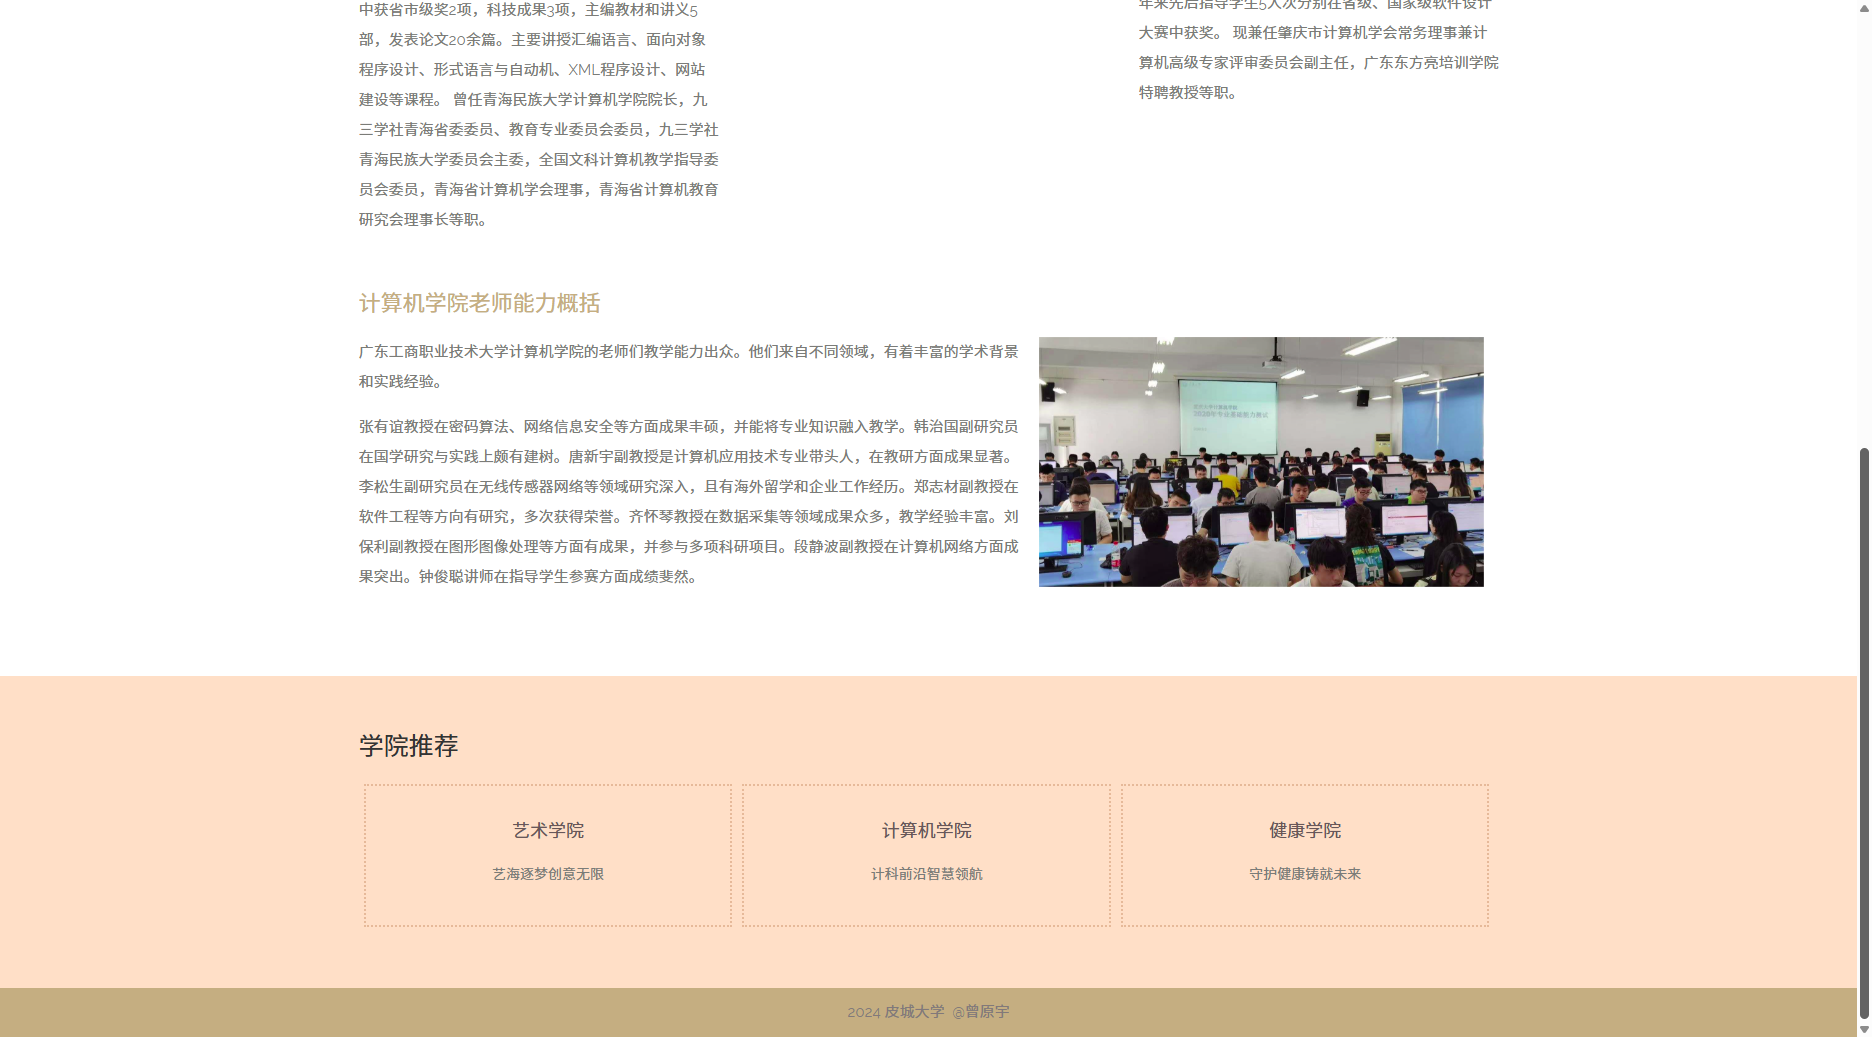 中获省市级奖2项，科技成果3项，主编教材和讲义5
部，发表论文20余篇。主要讲授汇编语言、面向对象
程序设计、形式语言与自动机、XML程序设计、网站
建设等课程。 曾任青海民族大学计算机学院院长，九
三学社青海省委委员、教育专业委员会委员，九三学社
青海民族大学委员会主委，全国文科计算机教学指导委
员会委员，青海省计算机学会理事，青海省计算机教育
研究会理事长等职。
年来先后指导学生5人次分别在省级、国家级软件设计
大赛中获奖。 现兼任肇庆市计算机学会常务理事兼计
算机高级专家评审委员会副主任，广东东方亮培训学院
特聘教授等职。
计算机学院老师能力概括
广东工商职业技术大学计算机学院的老师们教学能力出众。他们来自不同领域，有着丰富的学术背景
和实践经验。
张有谊教授在密码算法、网络信息安全等方面成果丰硕，并能将专业知识融入教学。韩治国副研究员
在国学研究与实践上颇有建树。唐新宇副教授是计算机应用技术专业带头人，在教研方面成果显著。
李松生副研究员在无线传感器网络等领域研究深入，且有海外留学和企业工作经历。郑志材副教授在
软件工程等方向有研究，多次获得荣誉。齐怀琴教授在数据采集等领域成果众多，教学经验丰富。刘
保利副教授在图形图像处理等方面有成果，并参与多项科研项目。段静波副教授在计算机网络方面成
果突出。钟俊聪讲师在指导学生参赛方面成绩斐然。
学院推荐
艺术学院
艺海逐梦创意无限
计算机学院
计科前沿智慧领航
健康学院
守护健康铸就未来
2024 皮城大学 @曾原宇